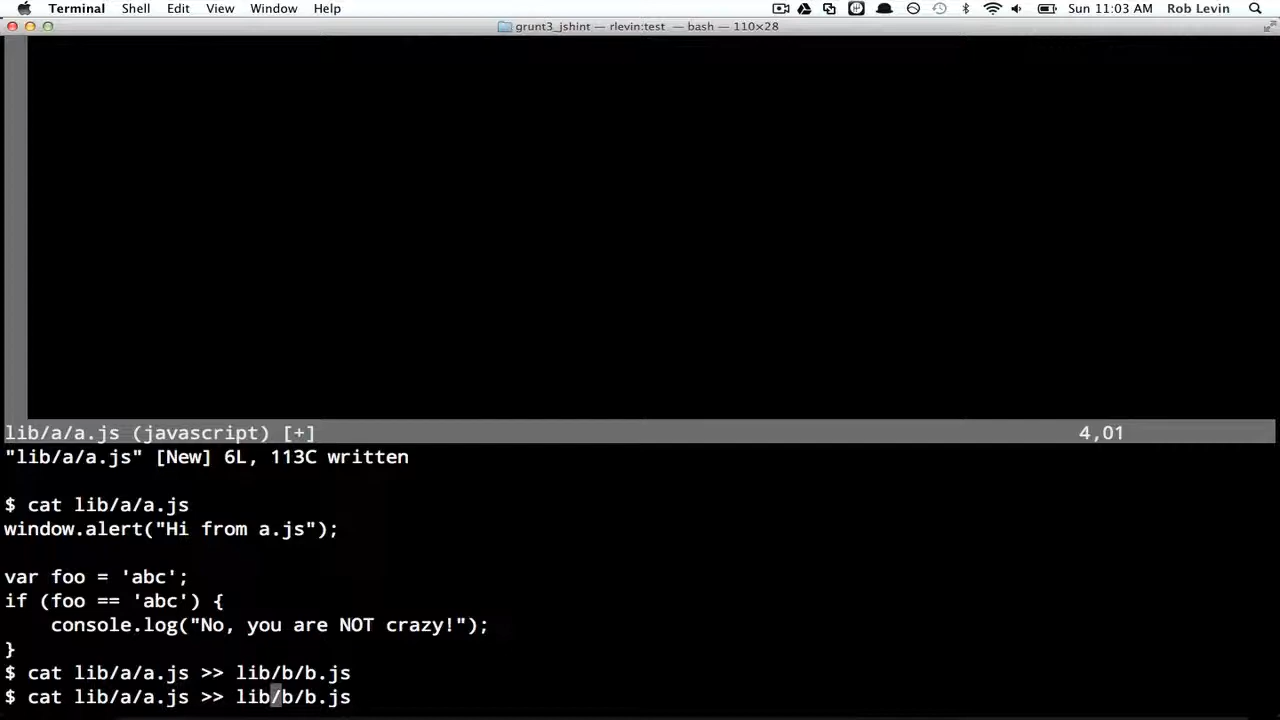 Terminal Shell Edit View Window Help Sun 11:03 AM Rob Levin
grunt3_jshint — rlevin:test — bash — 110×28
lib/a/a.js (javascript) [+] 4,01
"lib/a/a.js" [New] 6L, 113C written
$ cat lib/a/a.js
window.alert("Hi from a.js");
var foo = 'abc';
if (foo == 'abc') {
console.log("No, you are NOT crazy!");
}
$ cat lib/a/a.js >> lib/b/b.js
$ cat lib/a/a.js >> lib/b/b.js